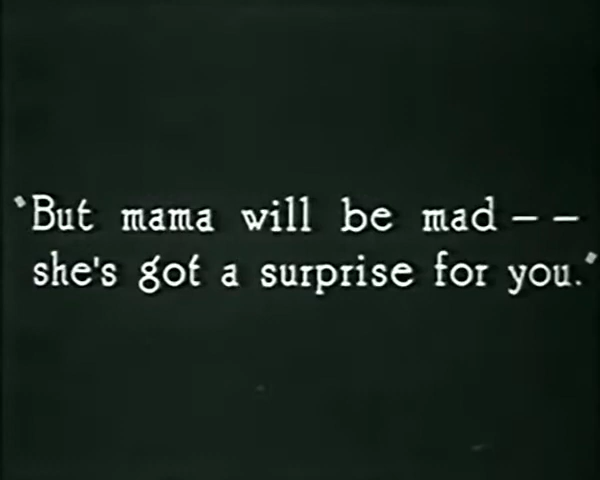 "But mama will be mad — —
she's got a surprise for you."